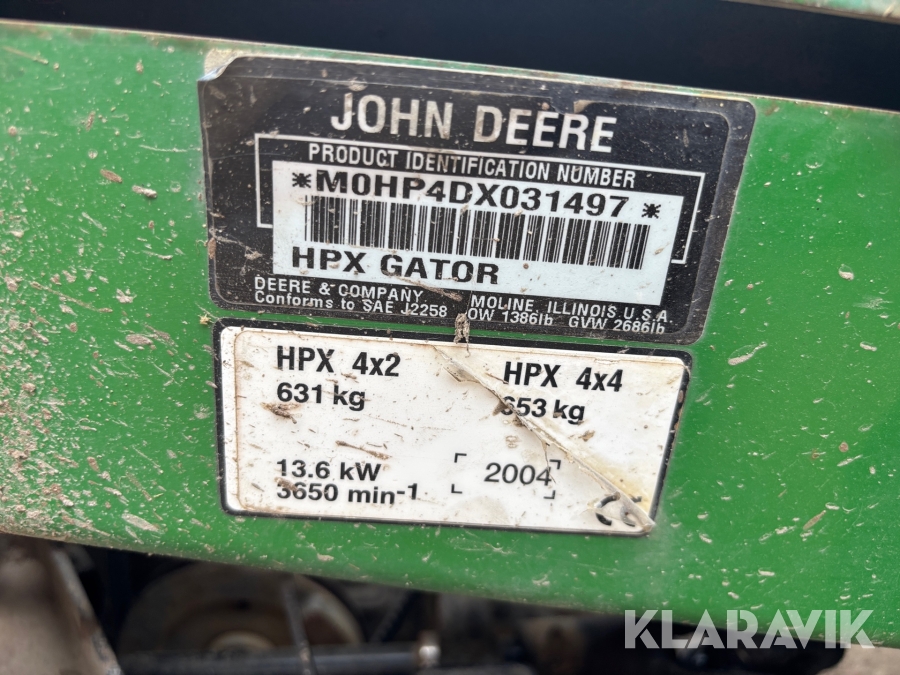 JOHN DEERE
PRODUCT IDENTIFICATION NUMBER
*M0HP4DX031497*
HPX GATOR
DEERE & COMPANY MOLINE ILLINOIS U.S.A.
Conforms to SAE J2258 OW 1386lb GVW 2686lb
HPX 4x2 HPX 4x4
631 kg 653 kg
13.6 kW 2004
3650 min-1
KLARAVIK